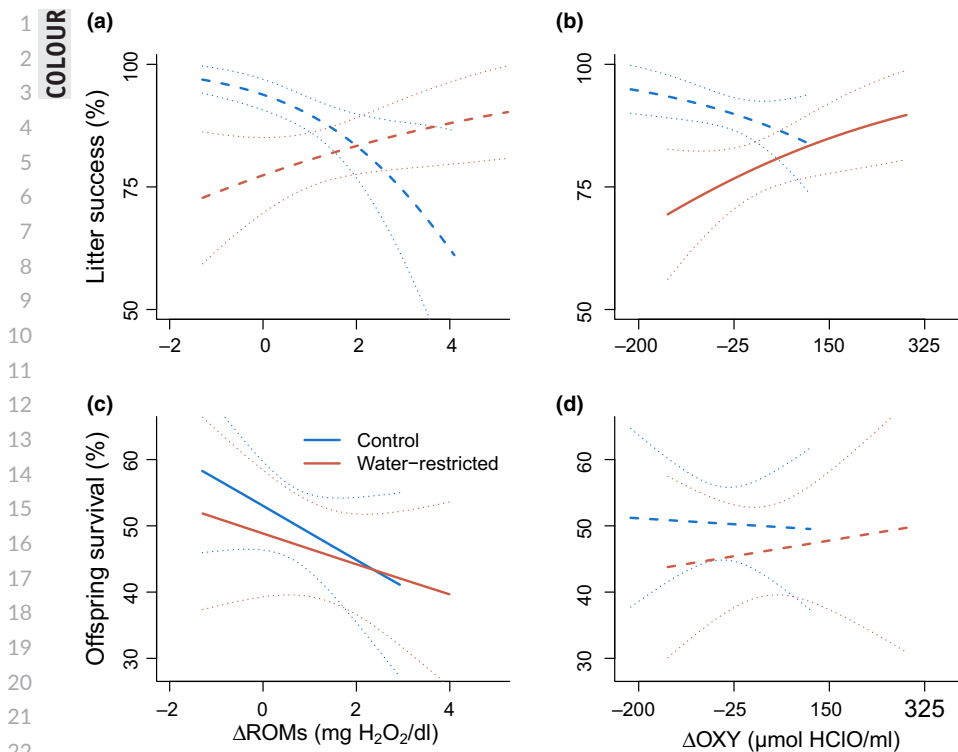 1
2
3
4
5
6
7
8
9
10
11
12
13
14
15
16
17
18
19
20
21
22
COLOUR
(a)
Litter success (%)
100
75
50
−2 0 2 4
(b)
100
75
50
−200 −25 150 325
(c)
Offspring survival (%)
60
50
40
30
Control
Water−restricted
−2 0 2 4
ΔROMs (mg H₂O₂/dl)
(d)
60
50
40
30
−200 −25 150 325
ΔOXY (µmol HClO/ml)